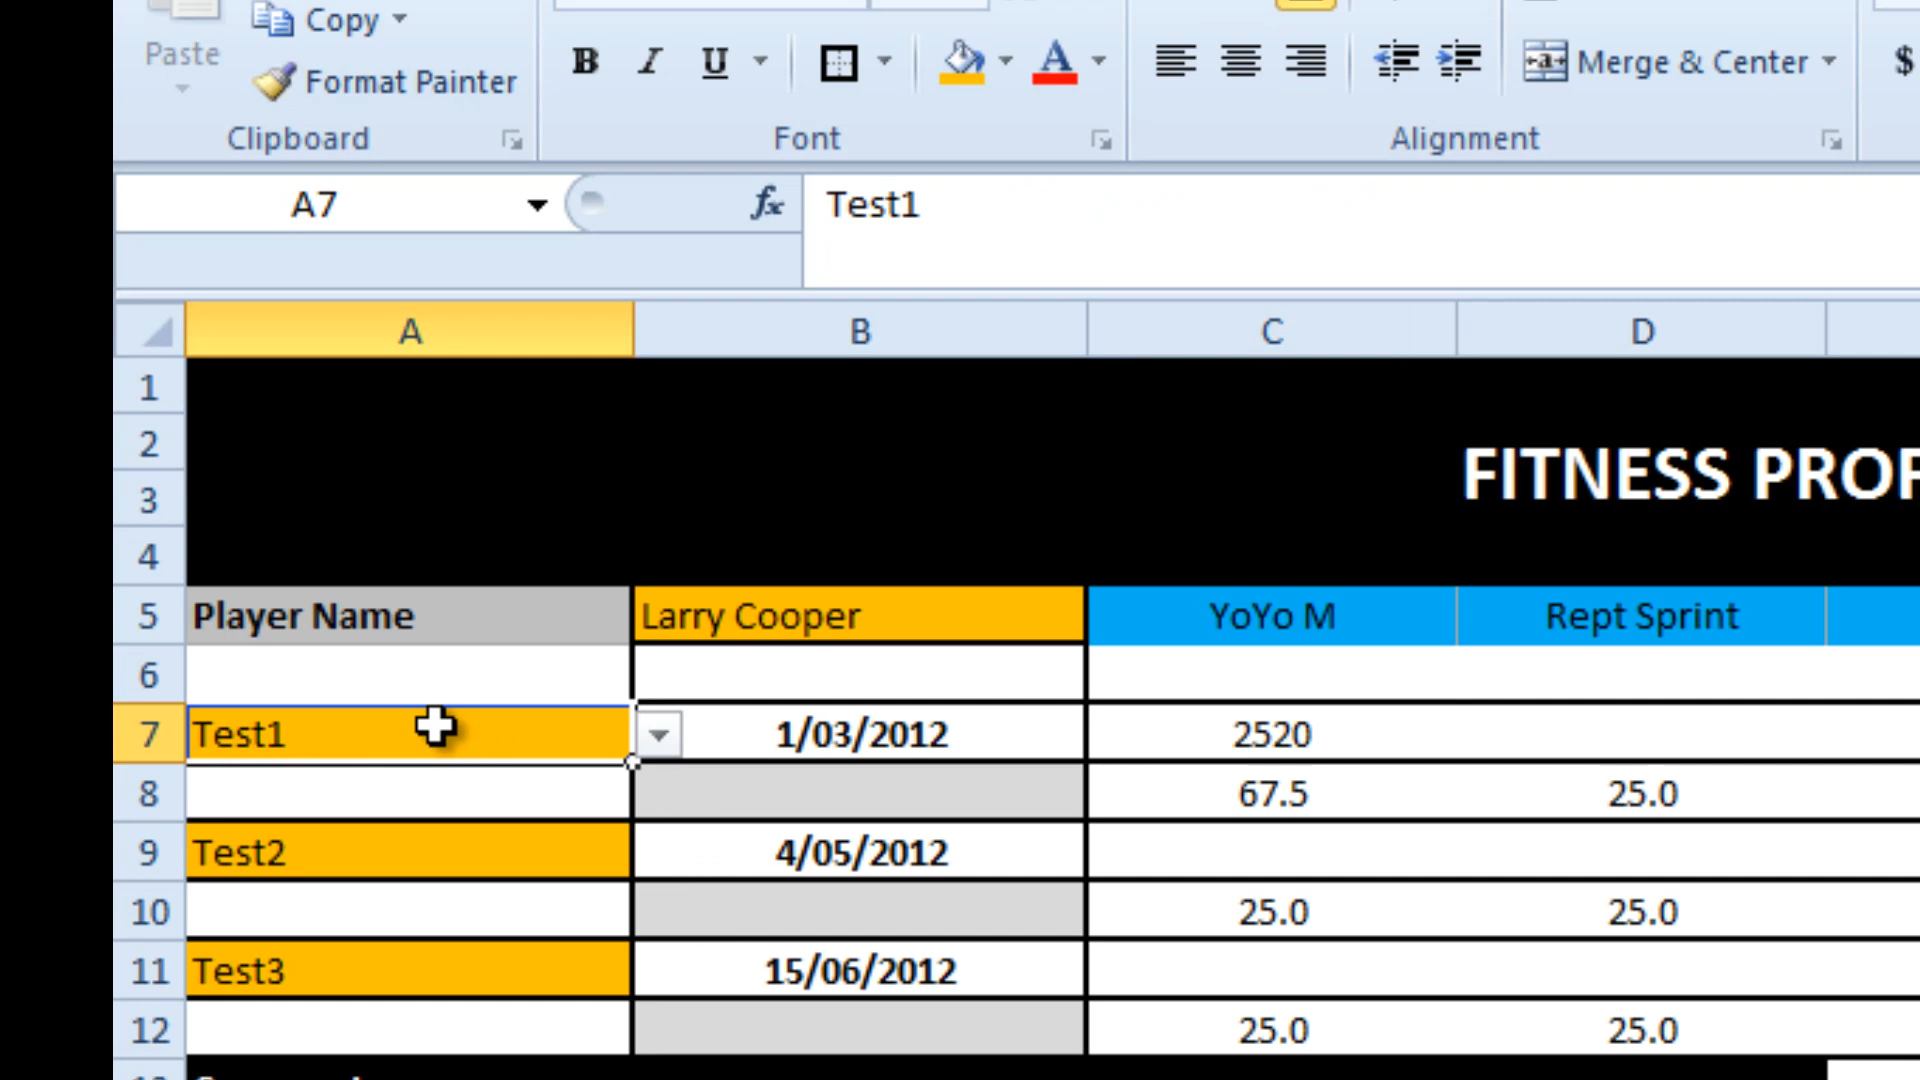 Paste
Copy
Format Painter
B I U
A
a
Merge & Center
$
Clipboard
Font
Alignment
A7
fx
Test1
A B C D
1
2
3
4
FITNESS PROF
5 Player Name Larry Cooper YoYo M Rept Sprint
6
7 Test1 1/03/2012 2520
8 67.5 25.0
9 Test2 4/05/2012
10 25.0 25.0
11 Test3 15/06/2012
12 25.0 25.0